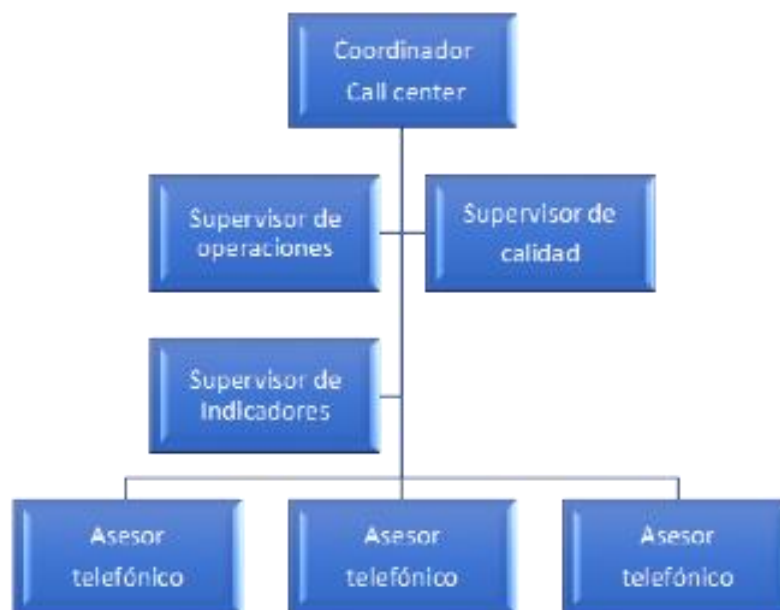 Coordinador
Call center
Supervisor de
operaciones
Supervisor de
calidad
Supervisor de
Indicadores
Asesor
telefónico
Asesor
telefónico
Asesor
telefónico